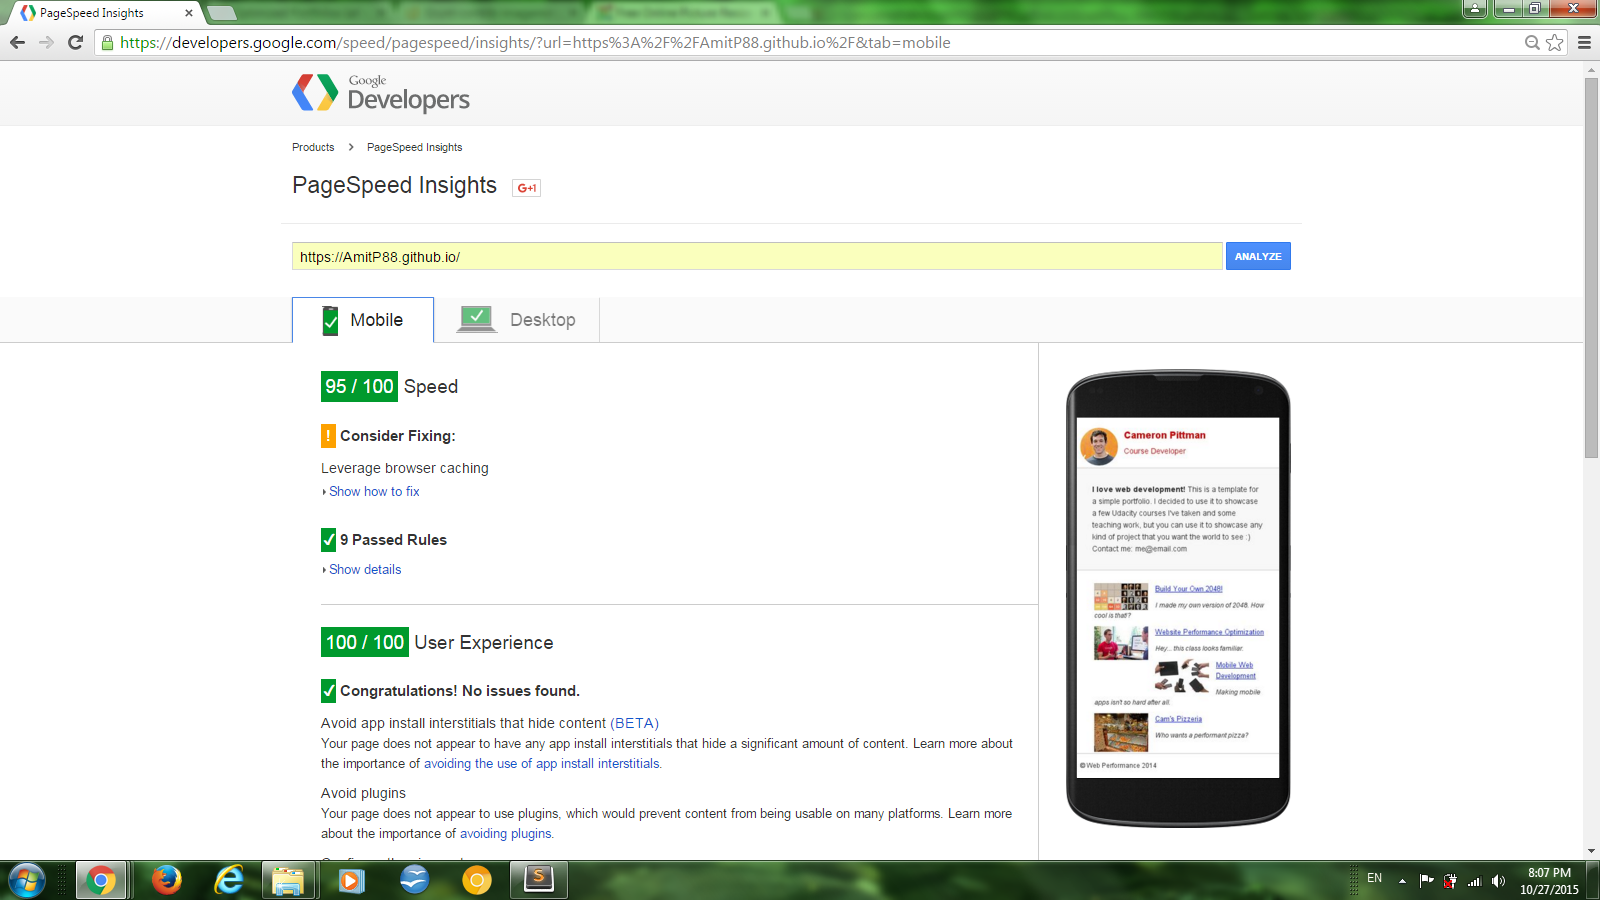 PageSpeed Insights
https://developers.google.com/speed/pagespeed/insights/?url=https%3A%2F%2FAmitP88.github.io%2F&tab=mobile
Google
Developers
Products > PageSpeed Insights
PageSpeed Insights G+1
https://AmitP88.github.io/ ANALYZE
Mobile Desktop
95 / 100 Speed
! Consider Fixing:
Leverage browser caching
Show how to fix
9 Passed Rules
Show details
100 / 100 User Experience
Congratulations! No issues found.
Avoid app install interstitials that hide content (BETA)
Your page does not appear to have any app install interstitials that hide a significant amount of content. Learn more about
the importance of avoiding the use of app install interstitials.
Avoid plugins
Your page does not appear to use plugins, which would prevent content from being usable on many platforms. Learn more
about the importance of avoiding plugins.
Cameron Pittman
Course Developer
I love web development! This is a template for
a simple portfolio. I decided to use it to showcase
a few Udacity courses I've taken and some
teaching work, but you can use it to showcase any
kind of project that you want the world to see :)
Contact me: me@email.com
Build Your Own 2048!
I made my own version of 2048. How
cool is that?
Website Performance Optimization
Hey... this class looks familiar.
Mobile Web
Development
Making mobile
apps isn't so hard after all.
Cam's Pizzeria
Who wants a performant pizza?
© Web Performance 2014
EN
8:07 PM
10/27/2015